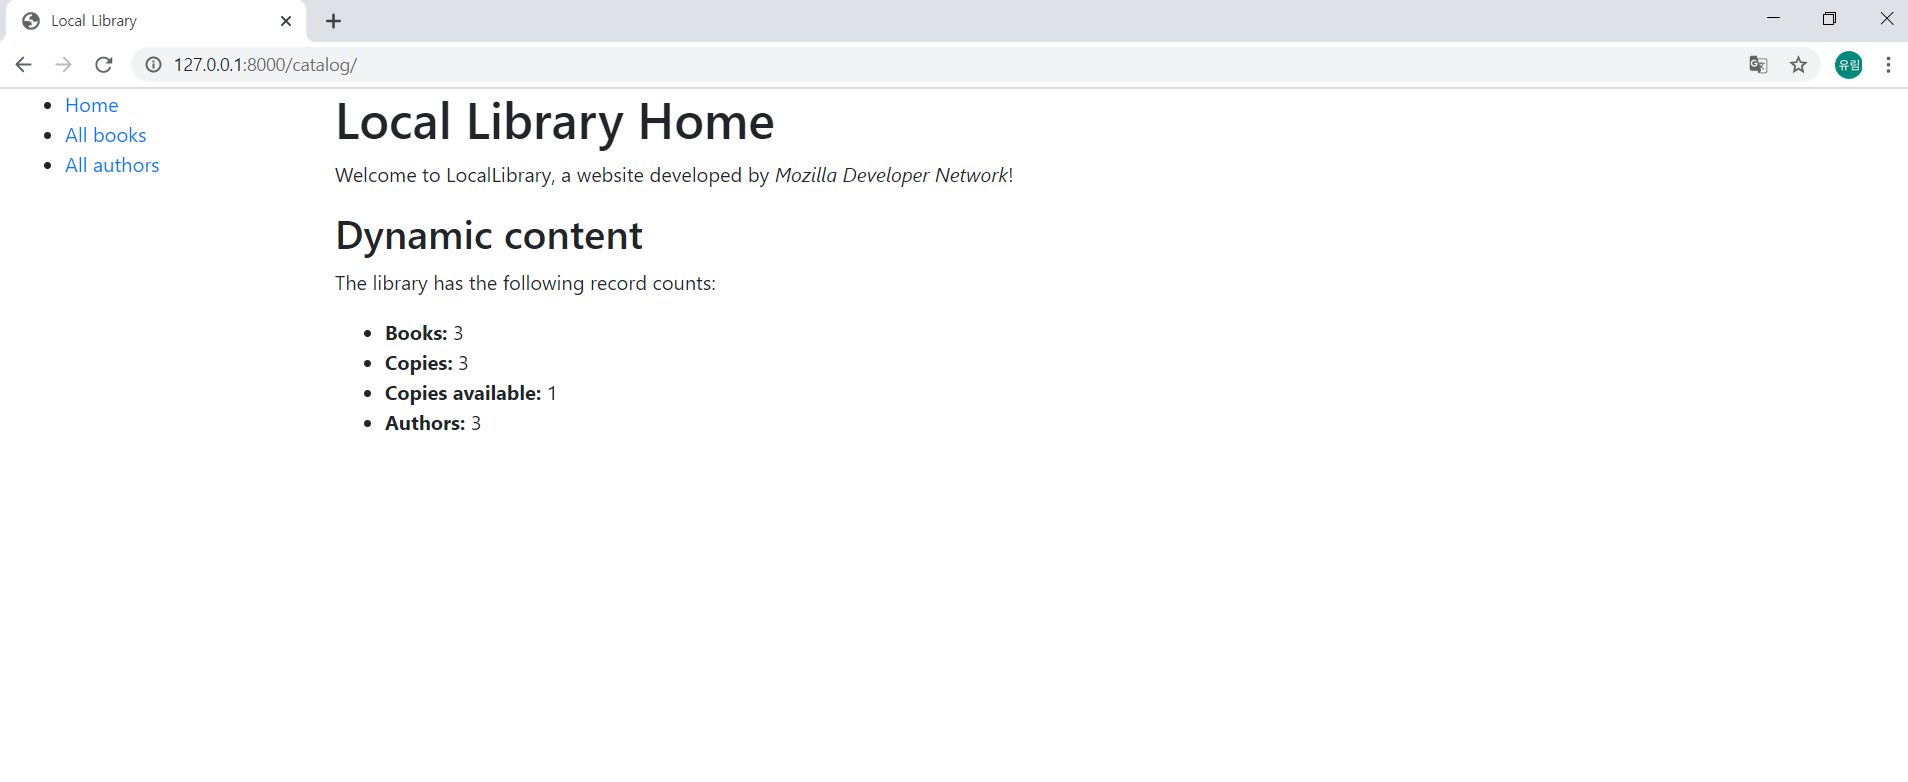 Local Library
127.0.0.1:8000/catalog/
유림
Home
All books
All authors
Local Library Home
Welcome to LocalLibrary, a website developed by Mozilla Developer Network!
Dynamic content
The library has the following record counts:
Books: 3
Copies: 3
Copies available: 1
Authors: 3